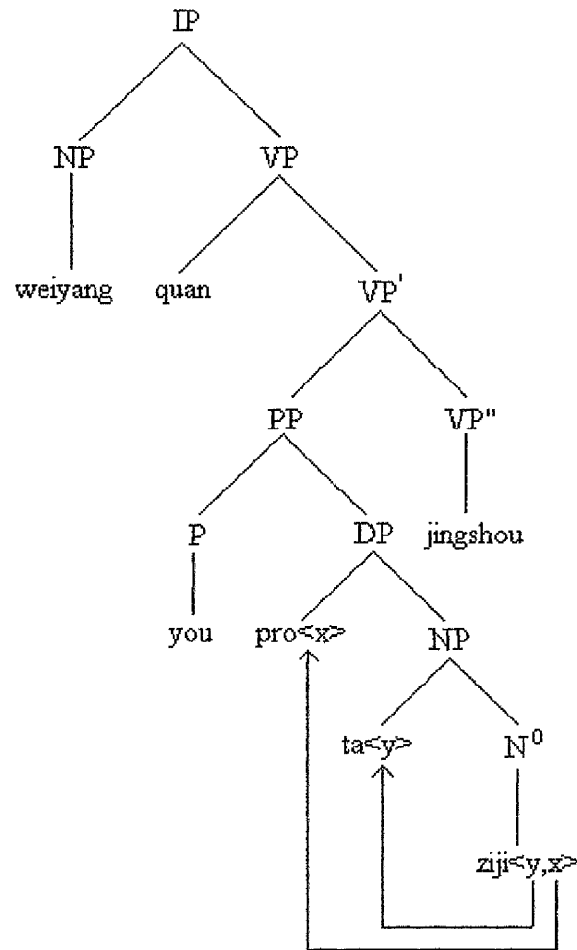 IP
NP VP
weiyang quan VP'
PP VP"
P DP jingshou
you pro<x> NP
ta<y> N⁰
ziji<y,x>